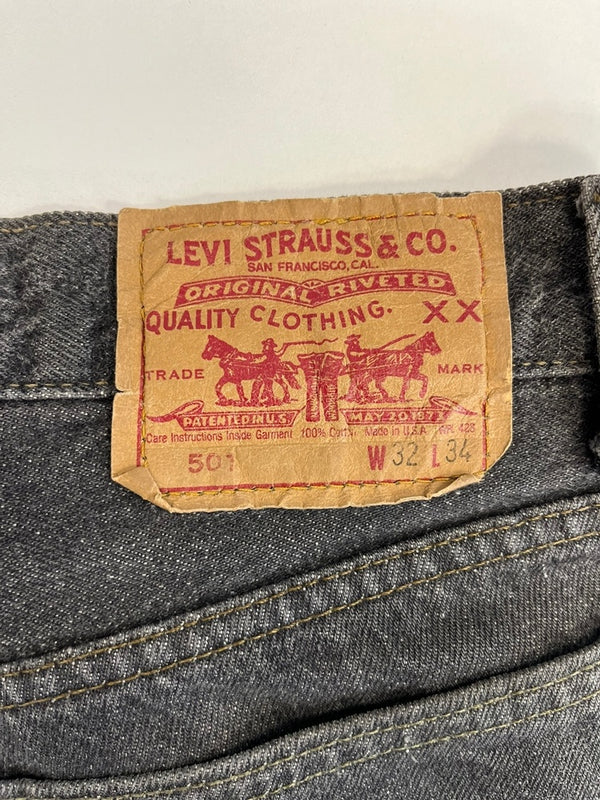 LEVI STRAUSS & CO.
SAN FRANCISCO, CAL.
ORIGINAL RIVETED
QUALITY CLOTHING. XX
TRADE MARK
PATENTED IN U.S. MAY 20, 1873
Care Instructions Inside Garment 100% Cotton Made in U.S.A. 423
501 W 32 L 34